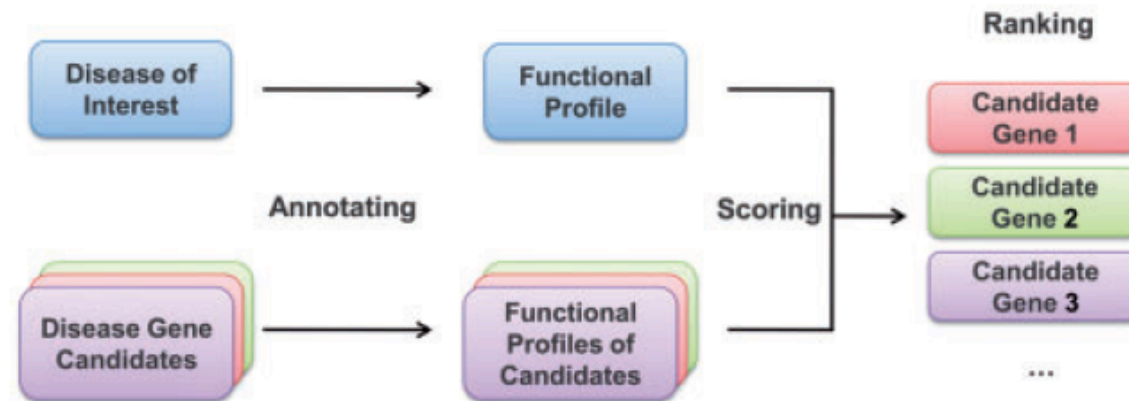 Ranking
Disease of
Interest
Functional
Profile
Candidate
Gene 1
Annotating
Scoring
Candidate
Gene 2
Disease Gene
Candidates
Functional
Profiles of
Candidates
Candidate
Gene 3
...